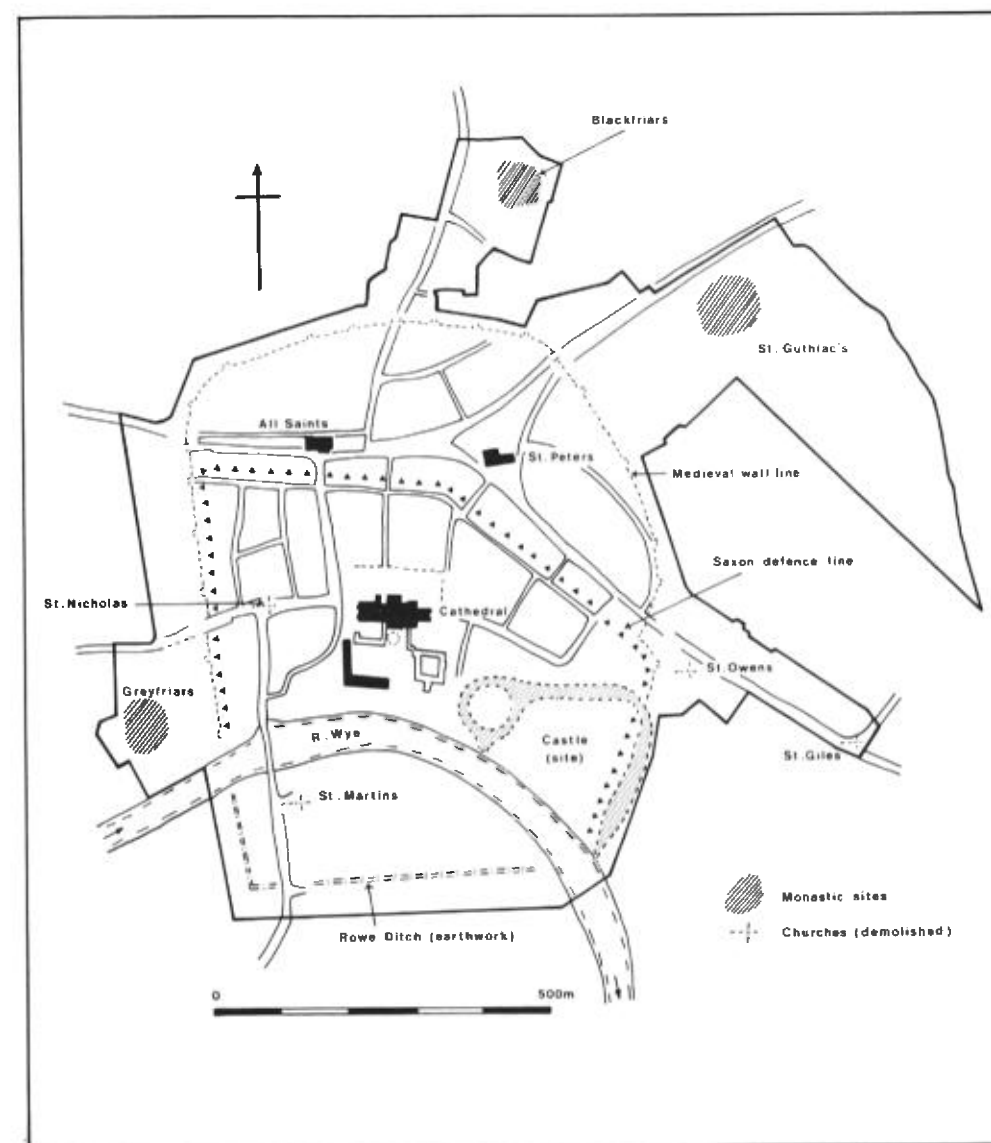 Blackfriars
St. Guthlac's
All Saints
St. Peters
Medieval wall line
Saxon defence line
St. Nicholas
Cathedral
St. Owens
Greyfriars
R. Wye
Castle
(site)
St. Giles
St. Martins
Monastic sites
Churches (demolished)
Rowe Ditch (earthwork)
0 500m